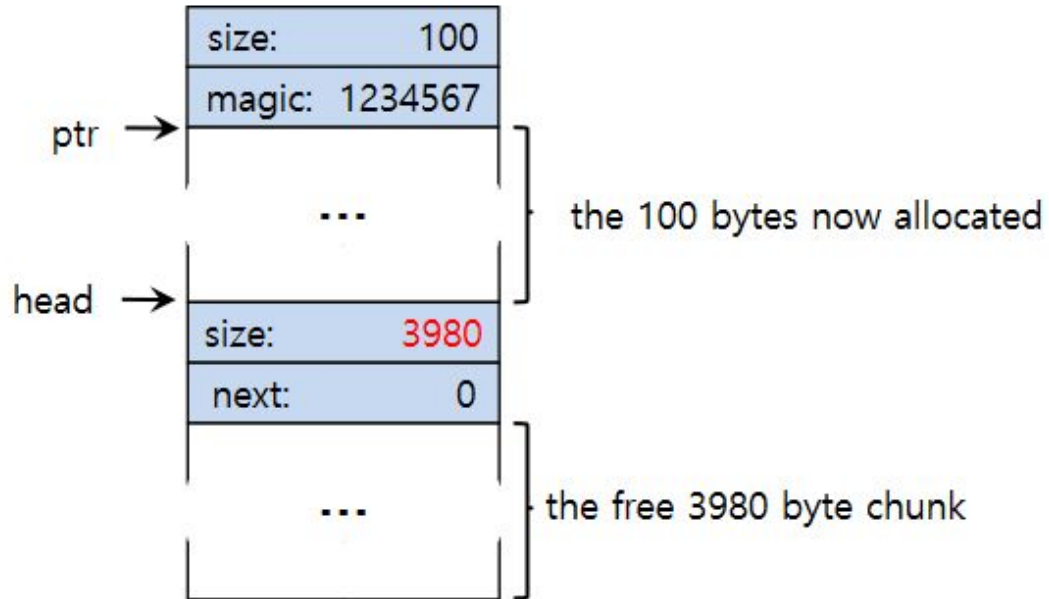 size: 100
magic: 1234567
ptr
...
the 100 bytes now allocated
head
size: 3980
next: 0
...
the free 3980 byte chunk